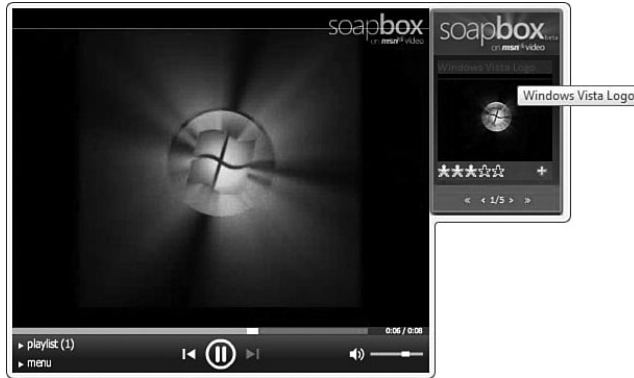 soapbox
on msn video
0:06 / 0:08
playlist (1)
menu
soapbox beta
on msn video
Windows Vista Logo
Windows Vista Logo
« < 1/5 > »